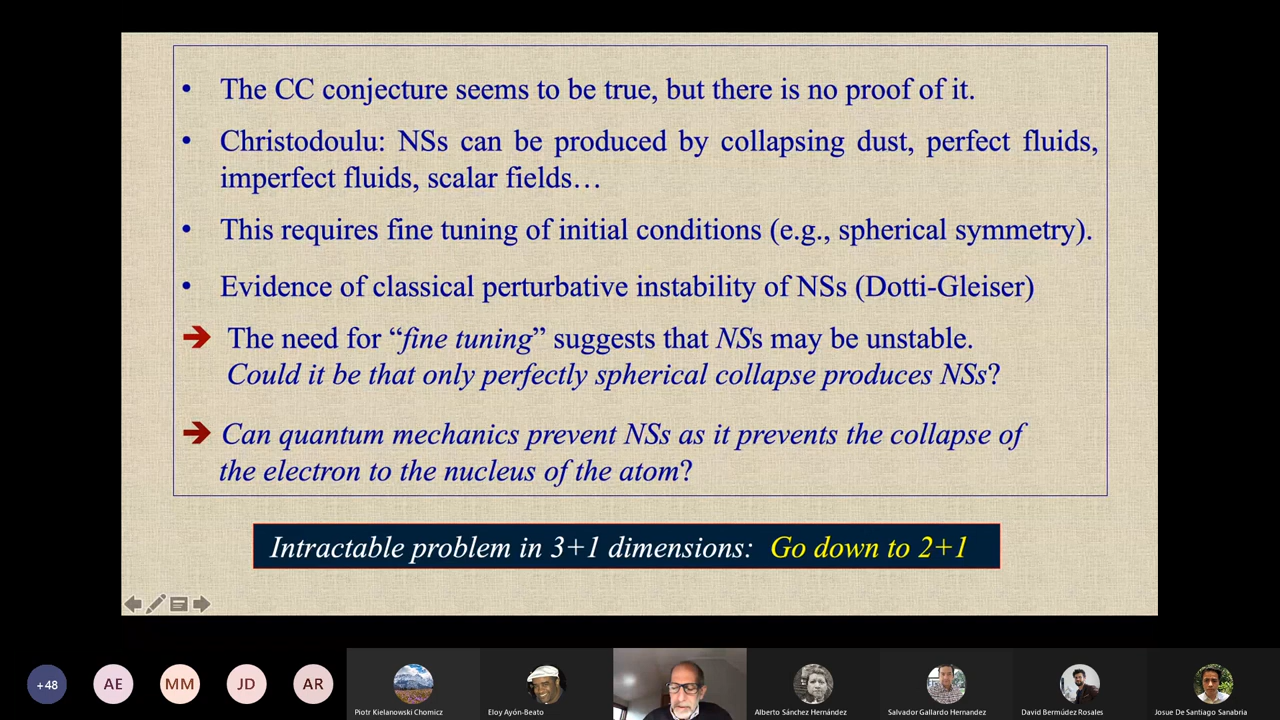 • The CC conjecture seems to be true, but there is no proof of it.
• Christodoulu: NSs can be produced by collapsing dust, perfect fluids,
imperfect fluids, scalar fields…
• This requires fine tuning of initial conditions (e.g., spherical symmetry).
• Evidence of classical perturbative instability of NSs (Dotti-Gleiser)
➔ The need for “fine tuning” suggests that NSs may be unstable.
Could it be that only perfectly spherical collapse produces NSs?
➔ Can quantum mechanics prevent NSs as it prevents the collapse of
the electron to the nucleus of the atom?
Intractable problem in 3+1 dimensions: Go down to 2+1
+48
AE
MM
JD
AR
Piotr Kielanowski Chomicz
Eloy Ayón-Beato
Alberto Sánchez Hernández
Salvador Gallardo Hernandez
David Bermúdez Rosales
Josue De Santiago Sanabria